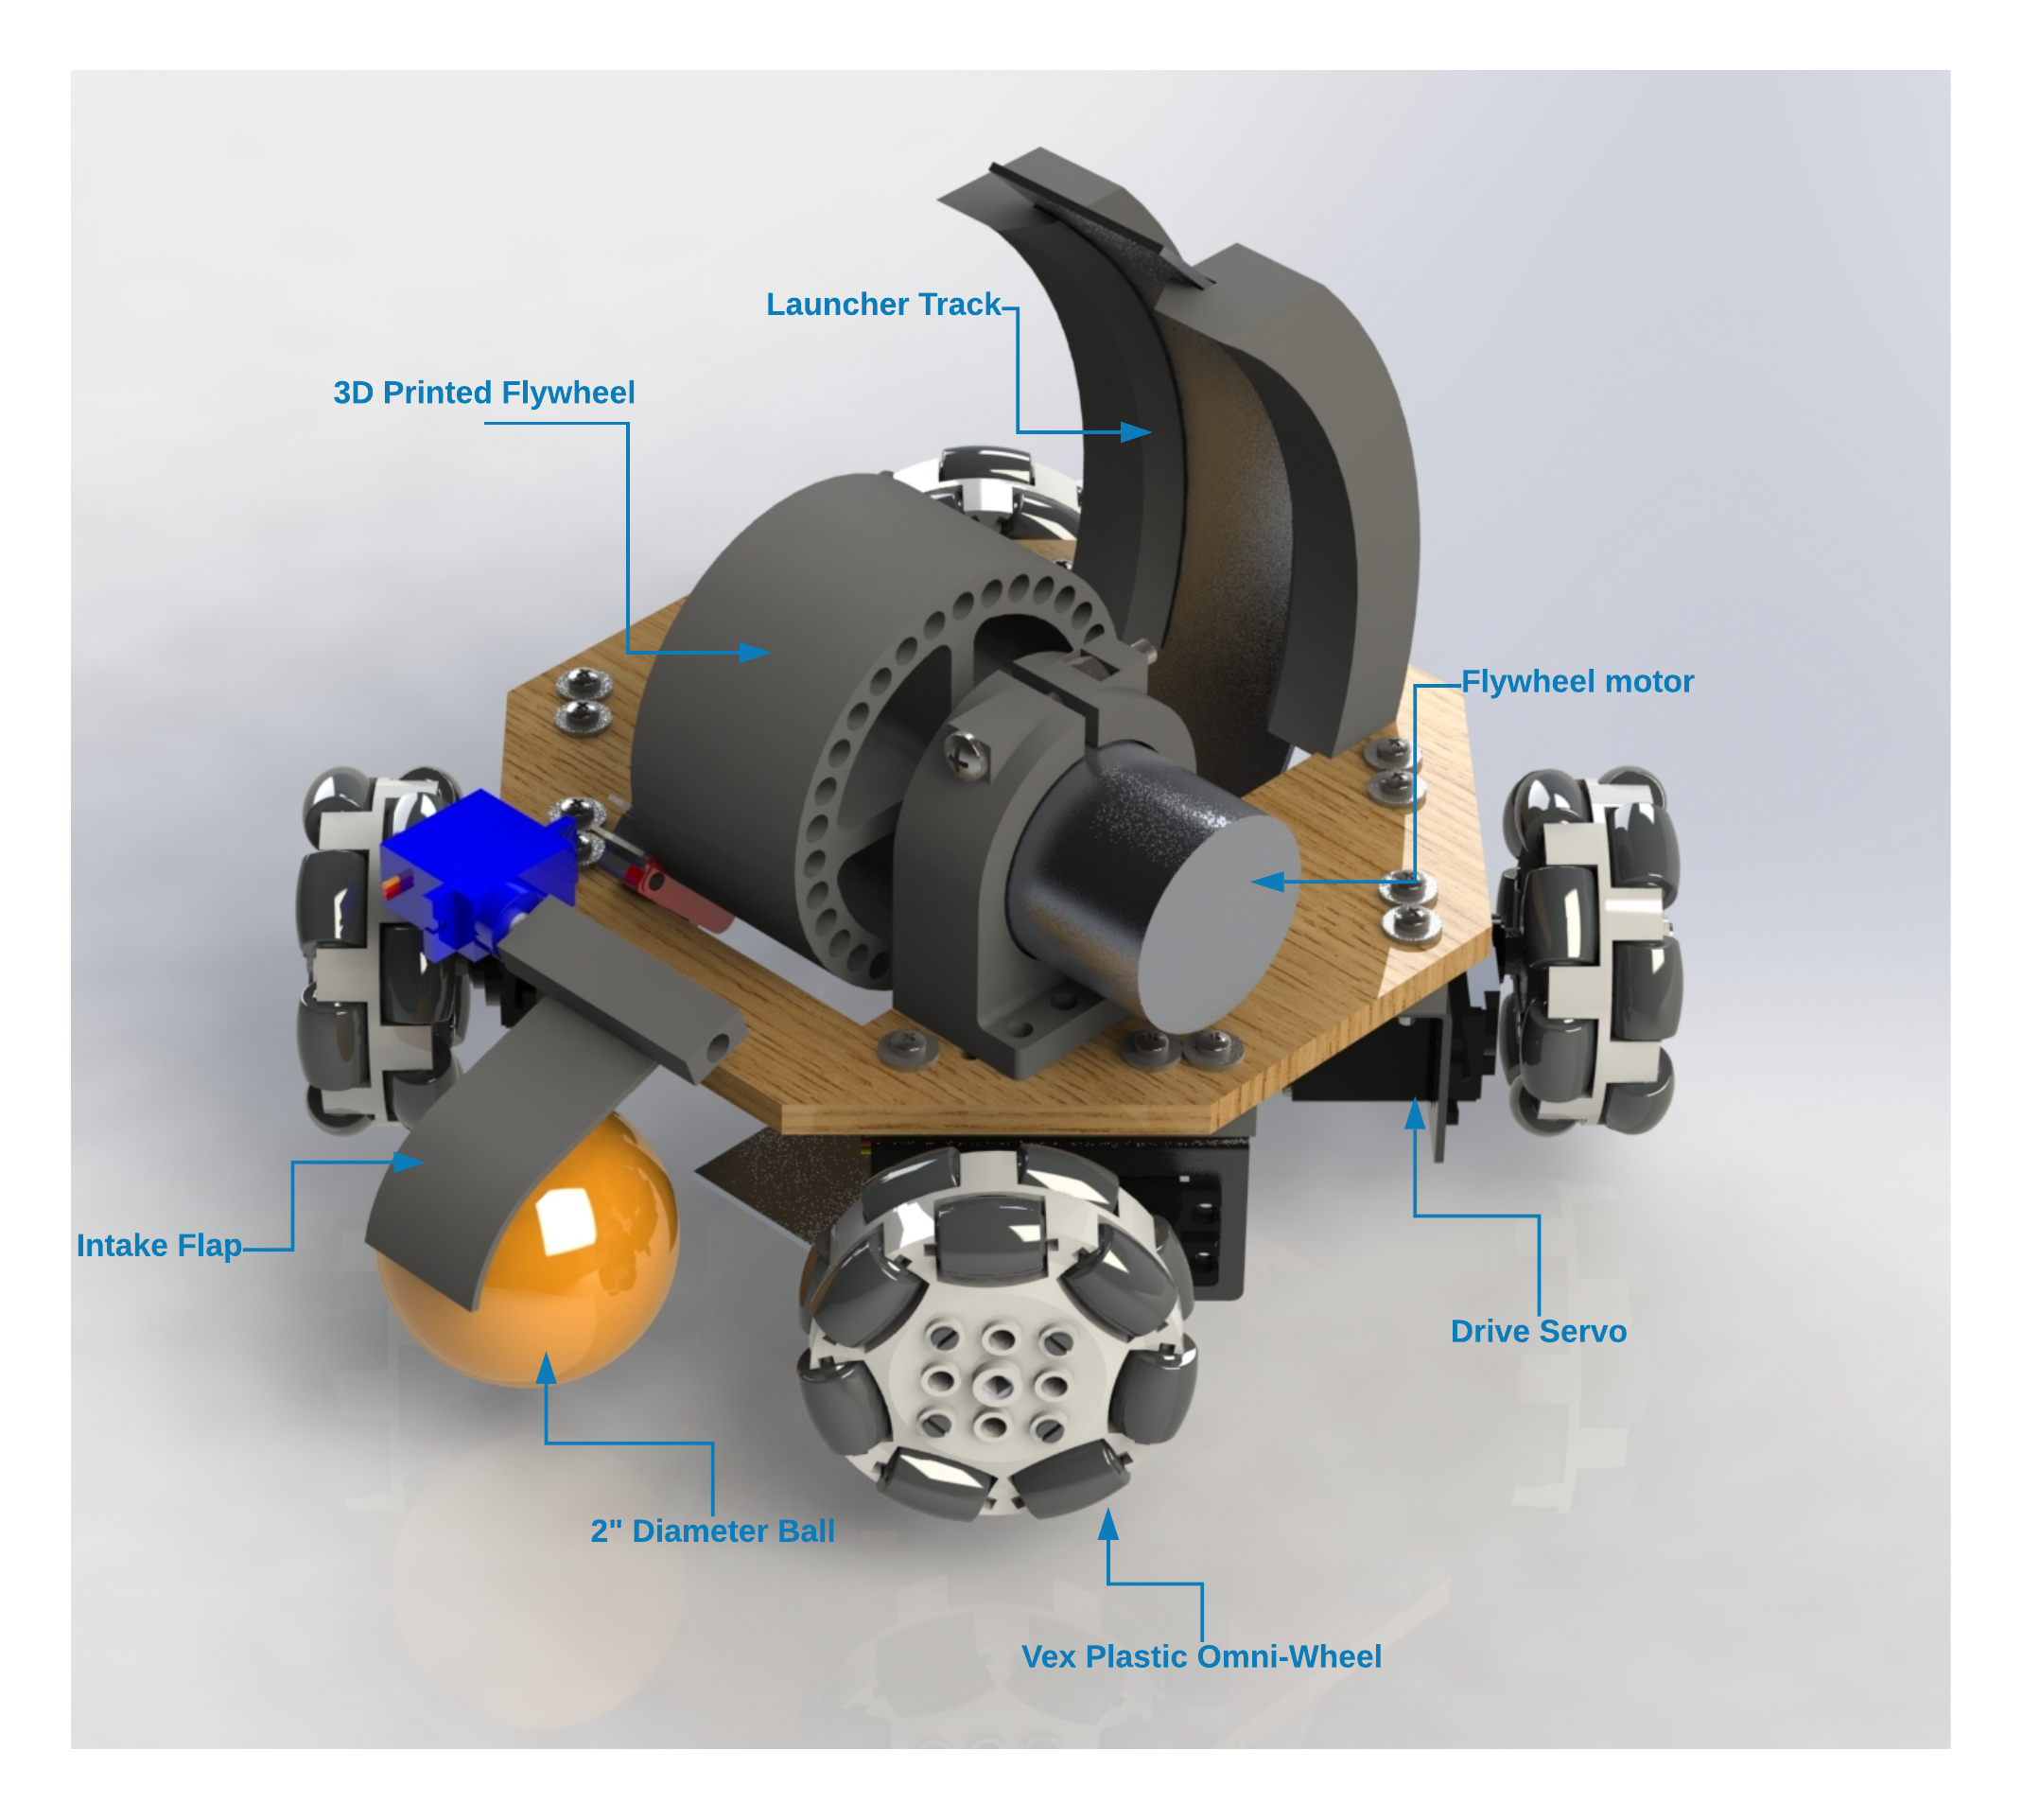 Launcher Track
3D Printed Flywheel
Flywheel motor
Intake Flap
Drive Servo
2" Diameter Ball
Vex Plastic Omni-Wheel